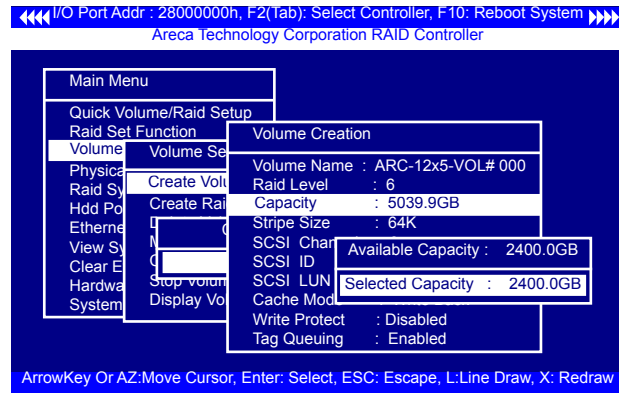 I/O Port Addr : 28000000h, F2(Tab): Select Controller, F10: Reboot System
Areca Technology Corporation RAID Controller
Main Menu
Quick Volume/Raid Setup
Raid Set Function
Volume
Physica
Raid Sy
Hdd Po
Etherne
View Sy
Clear E
Hardwa
System
Volume Se
Create Volu
Create Rai
Stop Volum
Display Vo
Volume Creation
Volume Name : ARC-12x5-VOL# 000
Raid Level : 6
Capacity : 5039.9GB
Stripe Size : 64K
SCSI Chan
SCSI ID
SCSI LUN
Cache Mode
Write Protect : Disabled
Tag Queuing : Enabled
Available Capacity : 2400.0GB
Selected Capacity : 2400.0GB
ArrowKey Or AZ:Move Cursor, Enter: Select, ESC: Escape, L:Line Draw, X: Redraw